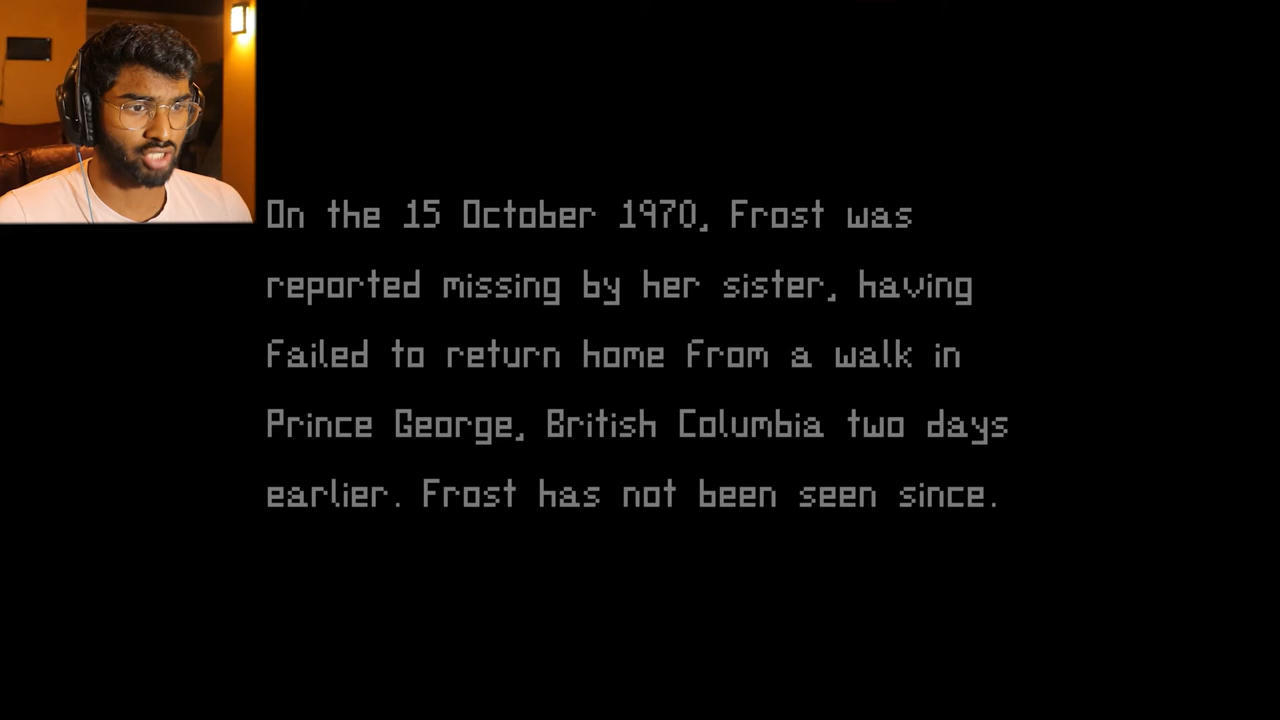 On the 15 October 1970, Frost was
reported missing by her sister, having
failed to return home from a walk in
Prince George, British Columbia two days
earlier. Frost has not been seen since.